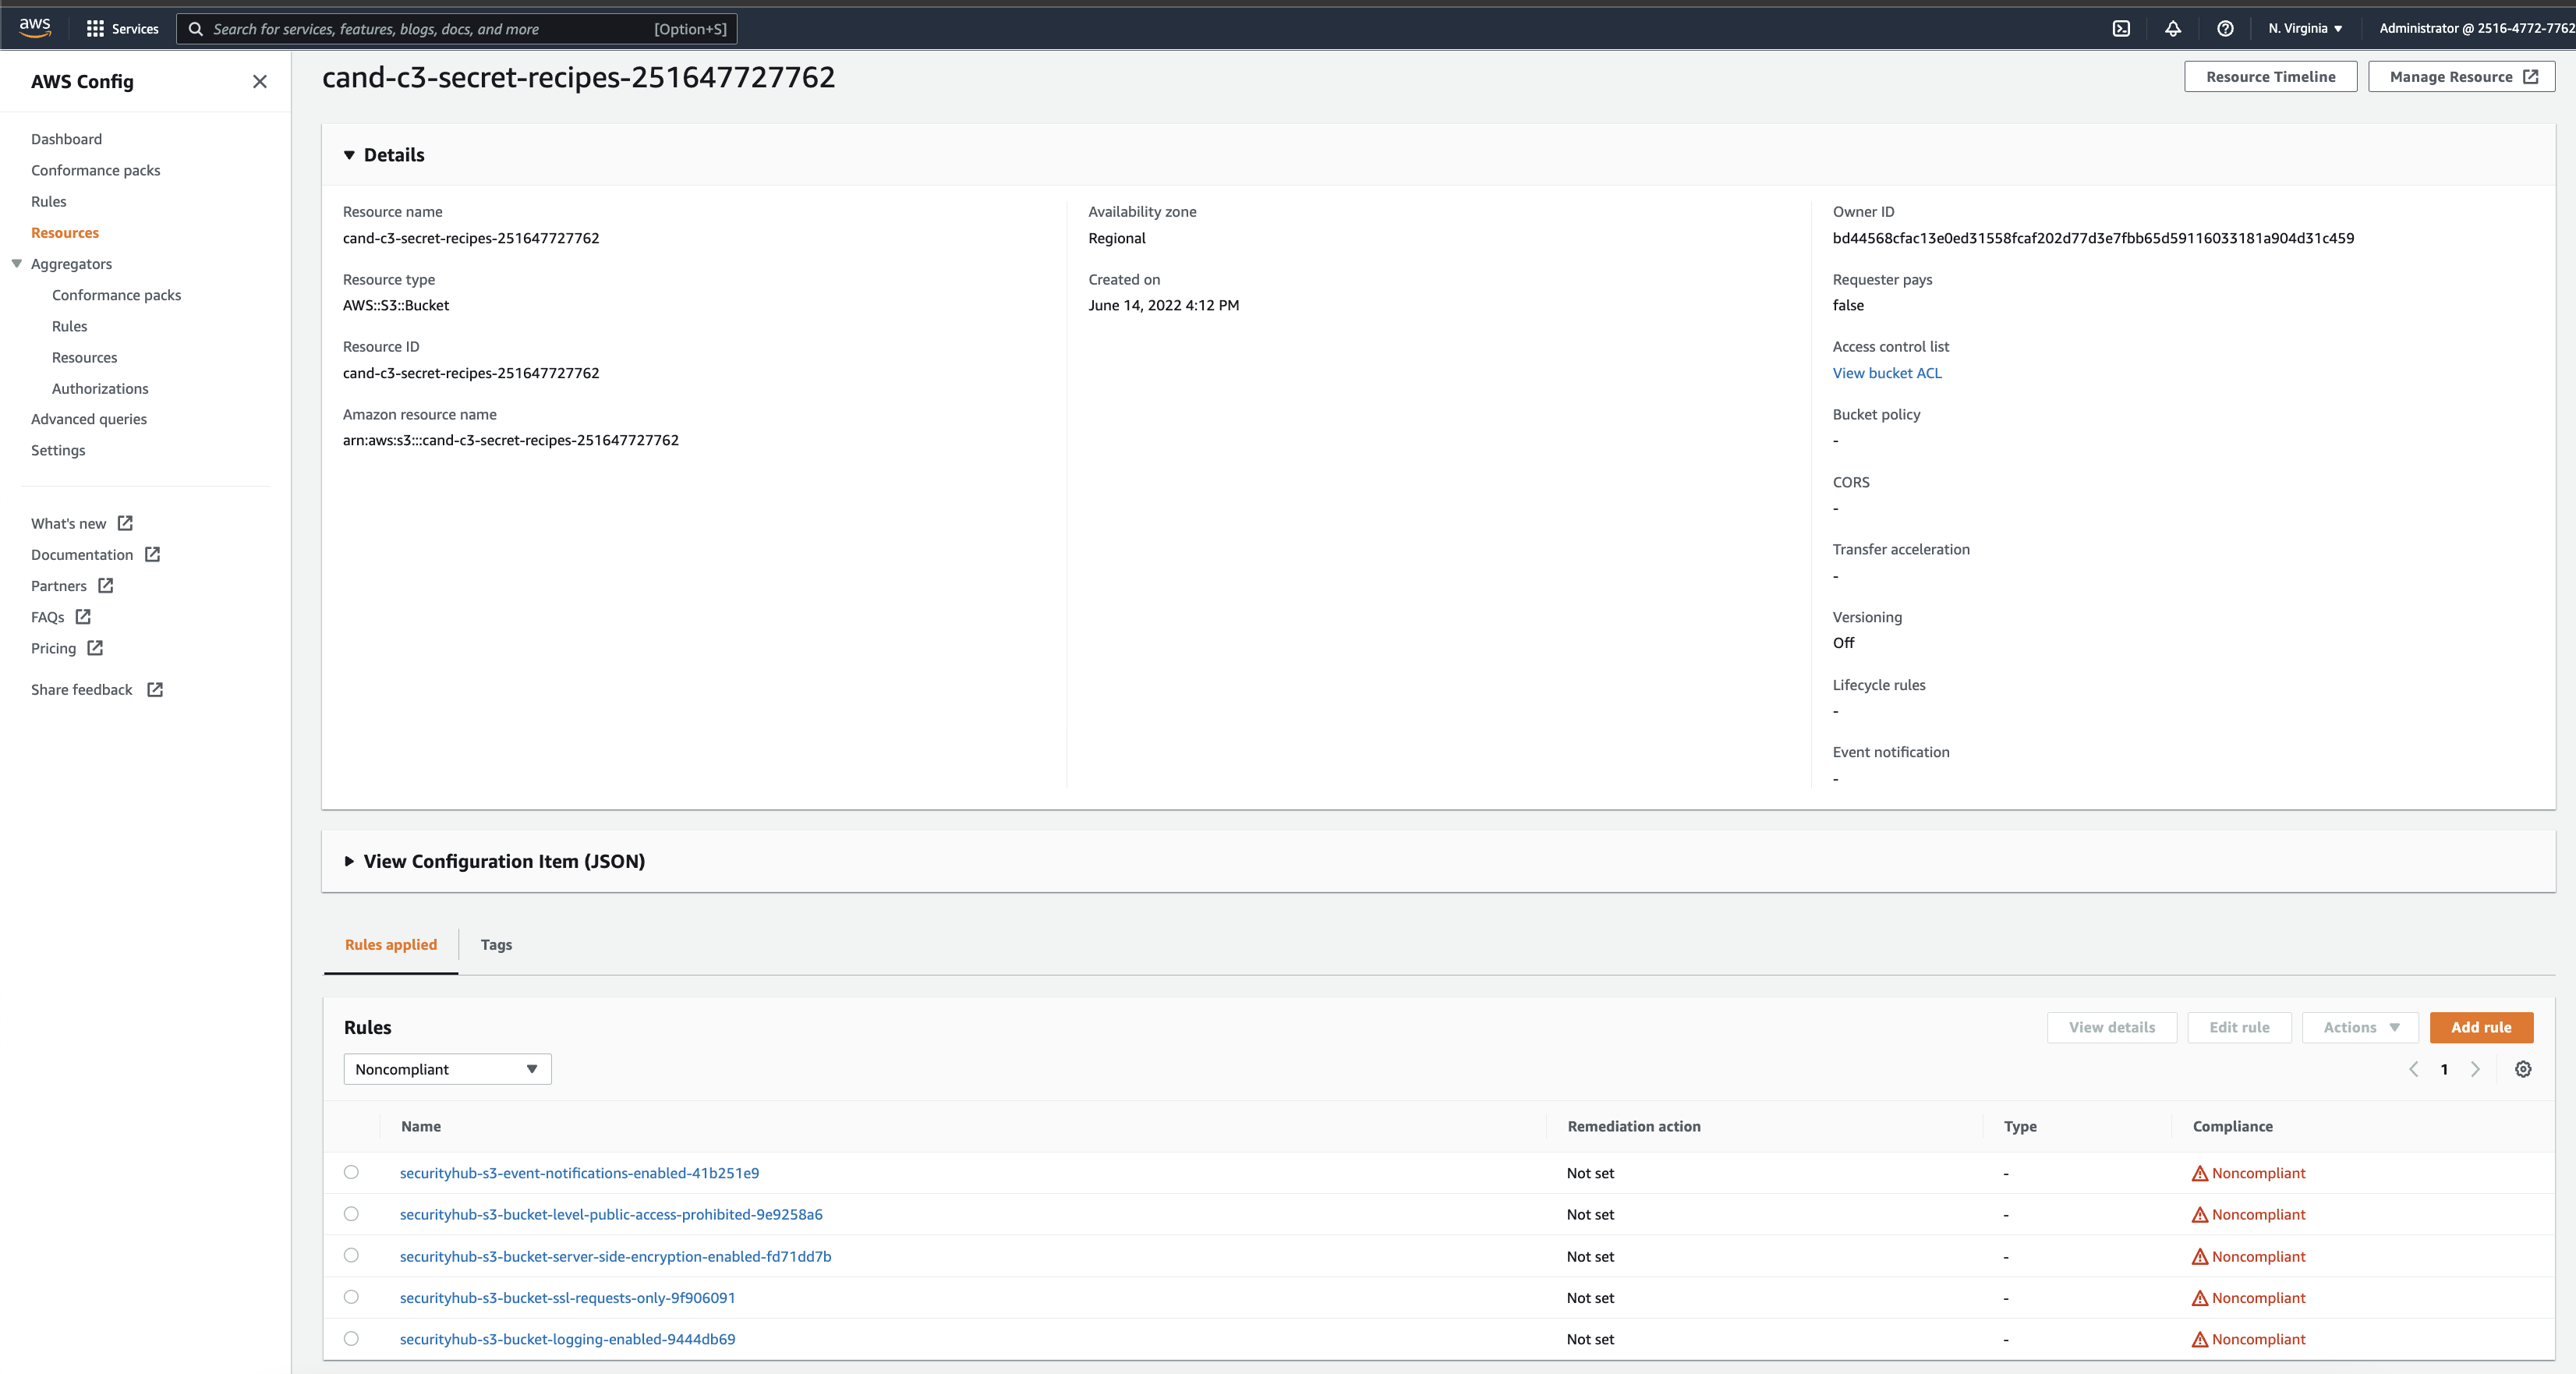 aws
Services
Search for services, features, blogs, docs, and more
[Option+S]
N. Virginia
Administrator @ 2516-4772-7762
AWS Config
Dashboard
Conformance packs
Rules
Resources
Aggregators
Conformance packs
Rules
Resources
Authorizations
Advanced queries
Settings
What's new
Documentation
Partners
FAQs
Pricing
Share feedback
cand-c3-secret-recipes-251647727762
Resource Timeline
Manage Resource
Details
Resource name
cand-c3-secret-recipes-251647727762
Resource type
AWS::S3::Bucket
Resource ID
cand-c3-secret-recipes-251647727762
Amazon resource name
arn:aws:s3:::cand-c3-secret-recipes-251647727762
Availability zone
Regional
Created on
June 14, 2022 4:12 PM
Owner ID
bd44568cfac13e0ed31558fcaf202d77d3e7fbb65d59116033181a904d31c459
Requester pays
false
Access control list
View bucket ACL
Bucket policy
-
CORS
-
Transfer acceleration
-
Versioning
Off
Lifecycle rules
-
Event notification
-
View Configuration Item (JSON)
Rules applied
Tags
Rules
View details
Edit rule
Actions
Add rule
Noncompliant
1
Name Remediation action Type Compliance
securityhub-s3-event-notifications-enabled-41b251e9 Not set - Noncompliant
securityhub-s3-bucket-level-public-access-prohibited-9e9258a6 Not set - Noncompliant
securityhub-s3-bucket-server-side-encryption-enabled-fd71dd7b Not set - Noncompliant
securityhub-s3-bucket-ssl-requests-only-9f906091 Not set - Noncompliant
securityhub-s3-bucket-logging-enabled-9444db69 Not set - Noncompliant